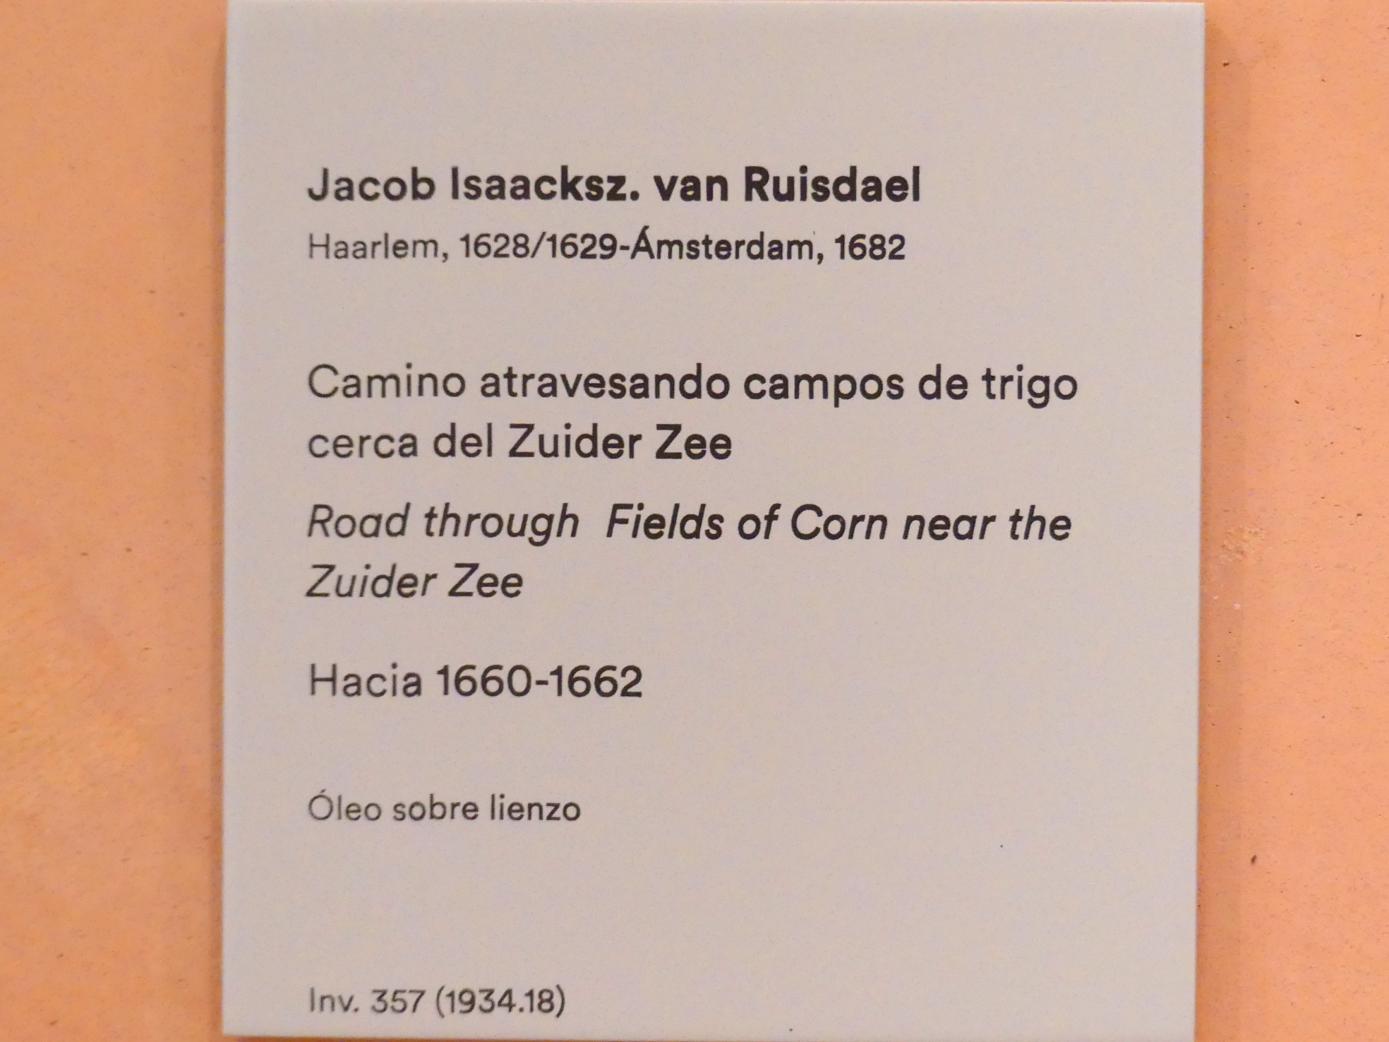 Jacob Isaacksz. van Ruisdael
Haarlem, 1628/1629-Ámsterdam, 1682
Camino atravesando campos de trigo
cerca del Zuider Zee
Road through  Fields of Corn near the
Zuider Zee
Hacia 1660-1662
Óleo sobre lienzo
Inv. 357 (1934.18)